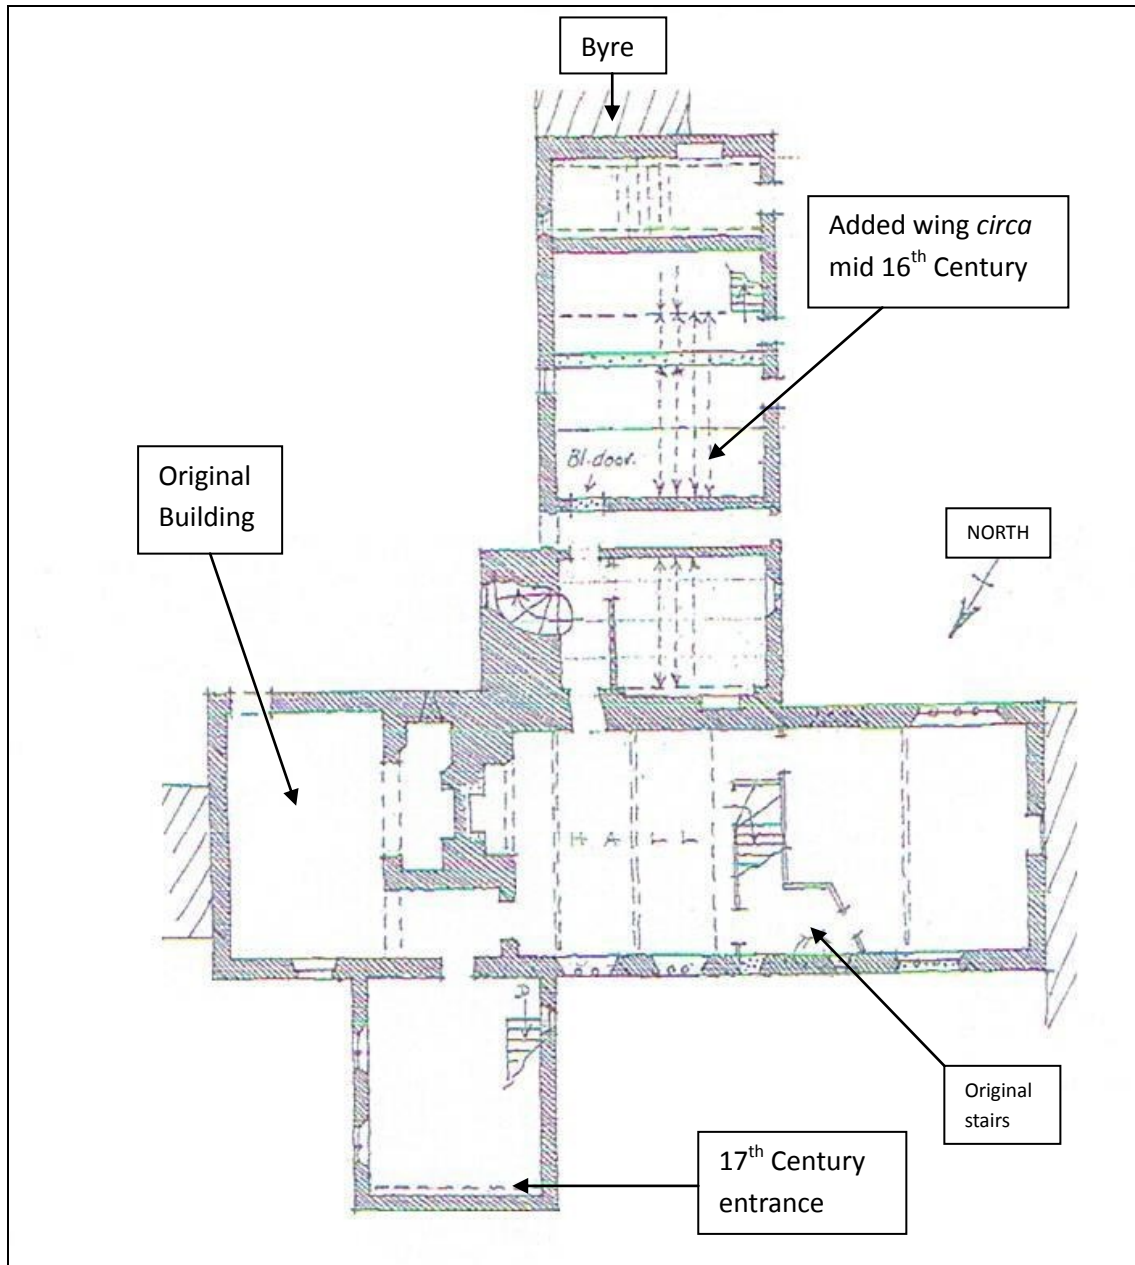 Byre
Added wing circa
mid 16th Century
Bl. door.
Original
Building
NORTH
HALL
Original
stairs
17th Century
entrance